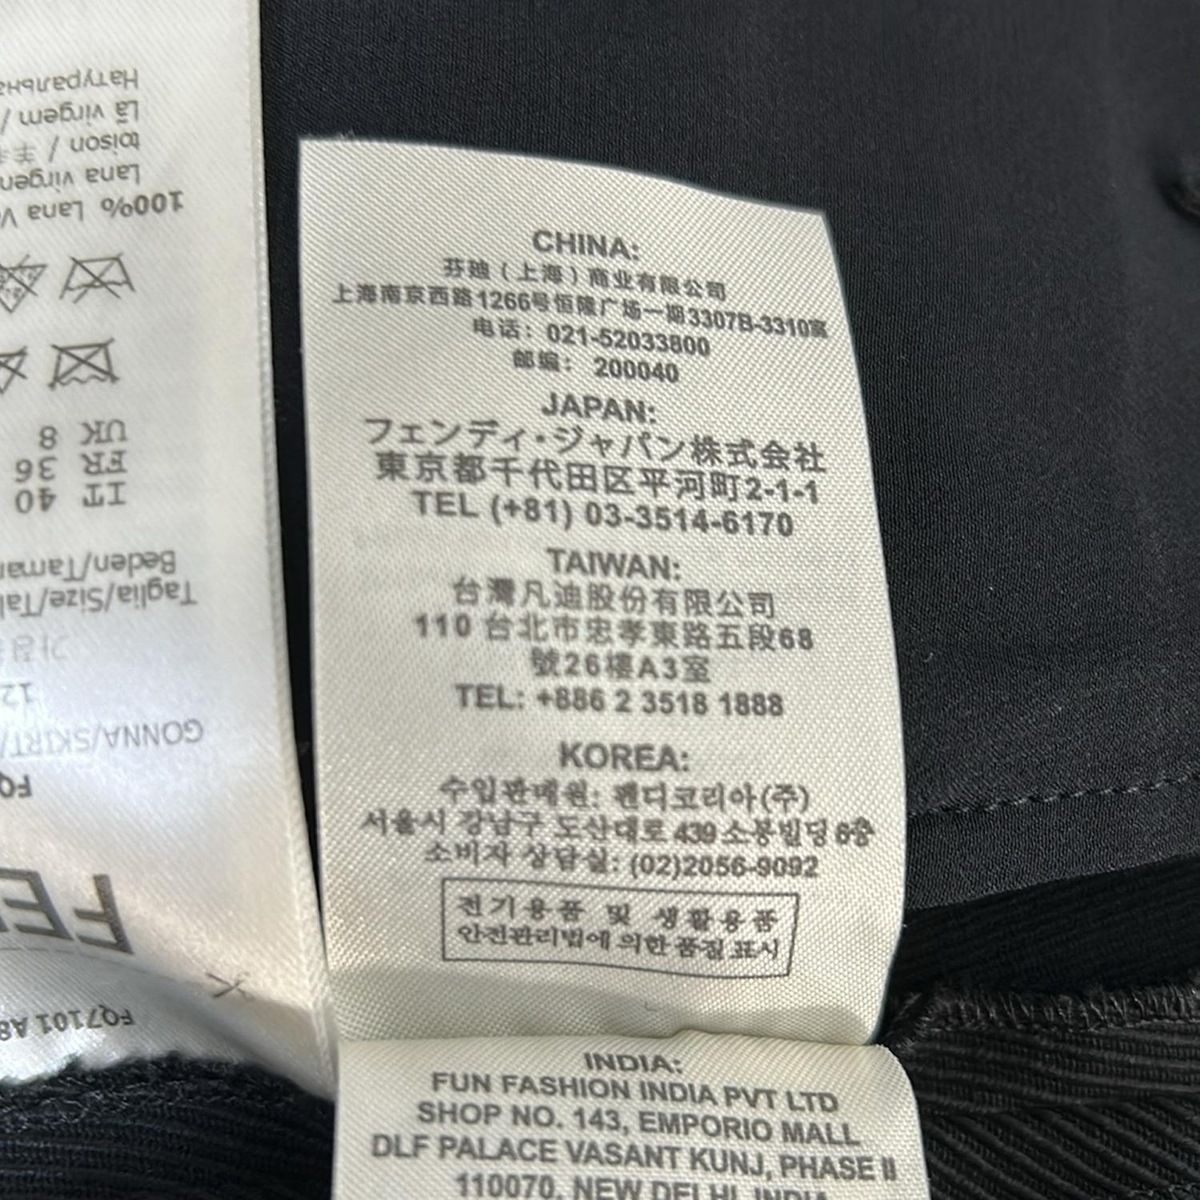 CHINA:
芬迪（上海）商业有限公司
上海南京西路1266号恒隆广场一期3307B-3310室
电话: 021-52033800
邮编: 200040
JAPAN:
フェンディ・ジャパン株式会社
東京都千代田区平河町2-1-1
TEL (+81) 03-3514-6170
TAIWAN:
台灣凡迪股份有限公司
110 台北市忠孝東路五段68
號26樓A3室
TEL: +886 2 3518 1888
KOREA:
수입판매원: 펜디코리아(주)
서울시 강남구 도산대로 439 소봉빌딩 6층
소비자 상담실: (02)2056-9092
전기용품 및 생활용품
안전관리법에 의한 품질 표시
INDIA:
FUN FASHION INDIA PVT LTD
SHOP NO. 143, EMPORIO MALL
DLF PALACE VASANT KUNJ, PHASE II
110070, NEW DELHI, INDIA
FQ7101 A8
FE
FQ
GONNA/SKIRT/
12
Taglia/Size/Tal
Beden/Taman
IT 40
FR 36
UK 8
100% Lana V
Lana virgen
toison / 羊
Lã virgem /
Натуральна